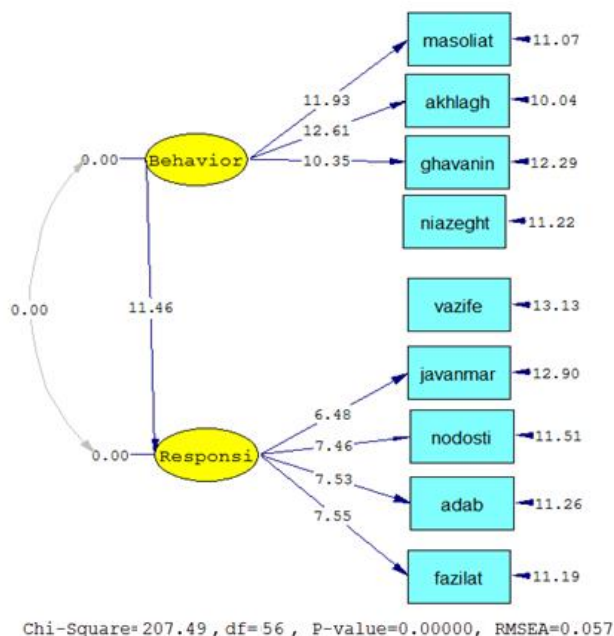 masoliat 11.07
11.93
akhlagh 10.04
12.61
0.00 Behavior 10.35 ghavanin 12.29
niazeght 11.22
0.00 11.46 vazife 13.13
javanmar 12.90
6.48
7.46 nodosti 11.51
0.00 Responsi
7.53 adab 11.26
7.55
fazilat 11.19
Chi-Square=207.49, df=56, P-value=0.00000, RMSEA=0.057